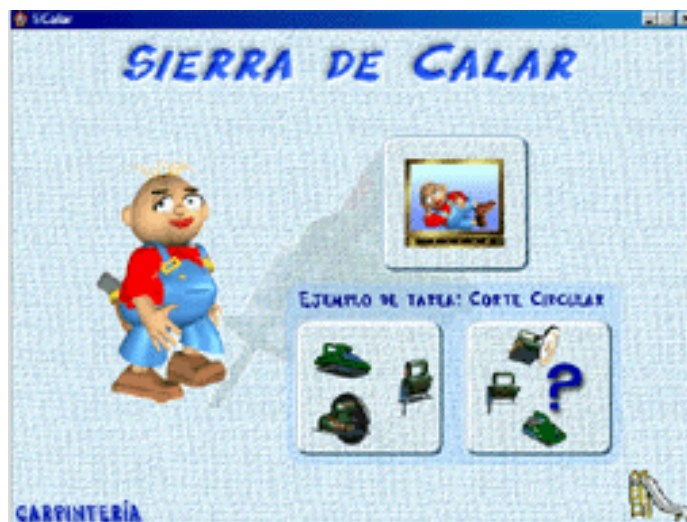 SCalar
SIERRA DE CALAR
EJEMPLO DE TAREA: CORTE CIRCULAR
?
CARPINTERÍA